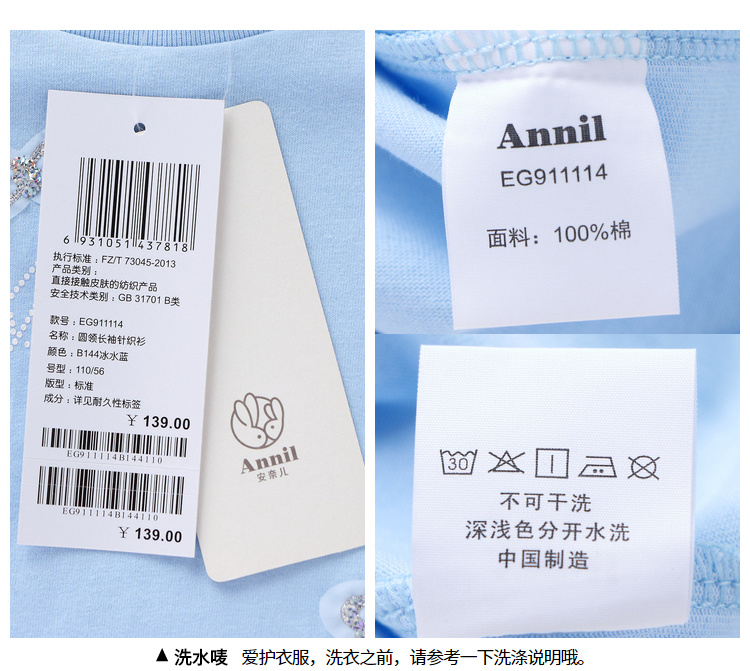 6 931051 437818
执行标准：FZ/T 73045-2013
产品类别：
直接接触皮肤的纺织产品
安全技术类别：GB 31701 B类
款号：EG911114
名称：圆领长袖针织衫
颜色：B144冰水蓝
号型：110/56
版型：标准
成分：详见耐久性标签
¥ 139.00
EG911114B144110
EG911114B144110
¥ 139.00
Annil
安奈儿
Annil
EG911114
面料：100%棉
30
不可干洗
深浅色分开水洗
中国制造
▲ 洗水唛 爱护衣服，洗衣之前，请参考一下洗涤说明哦。